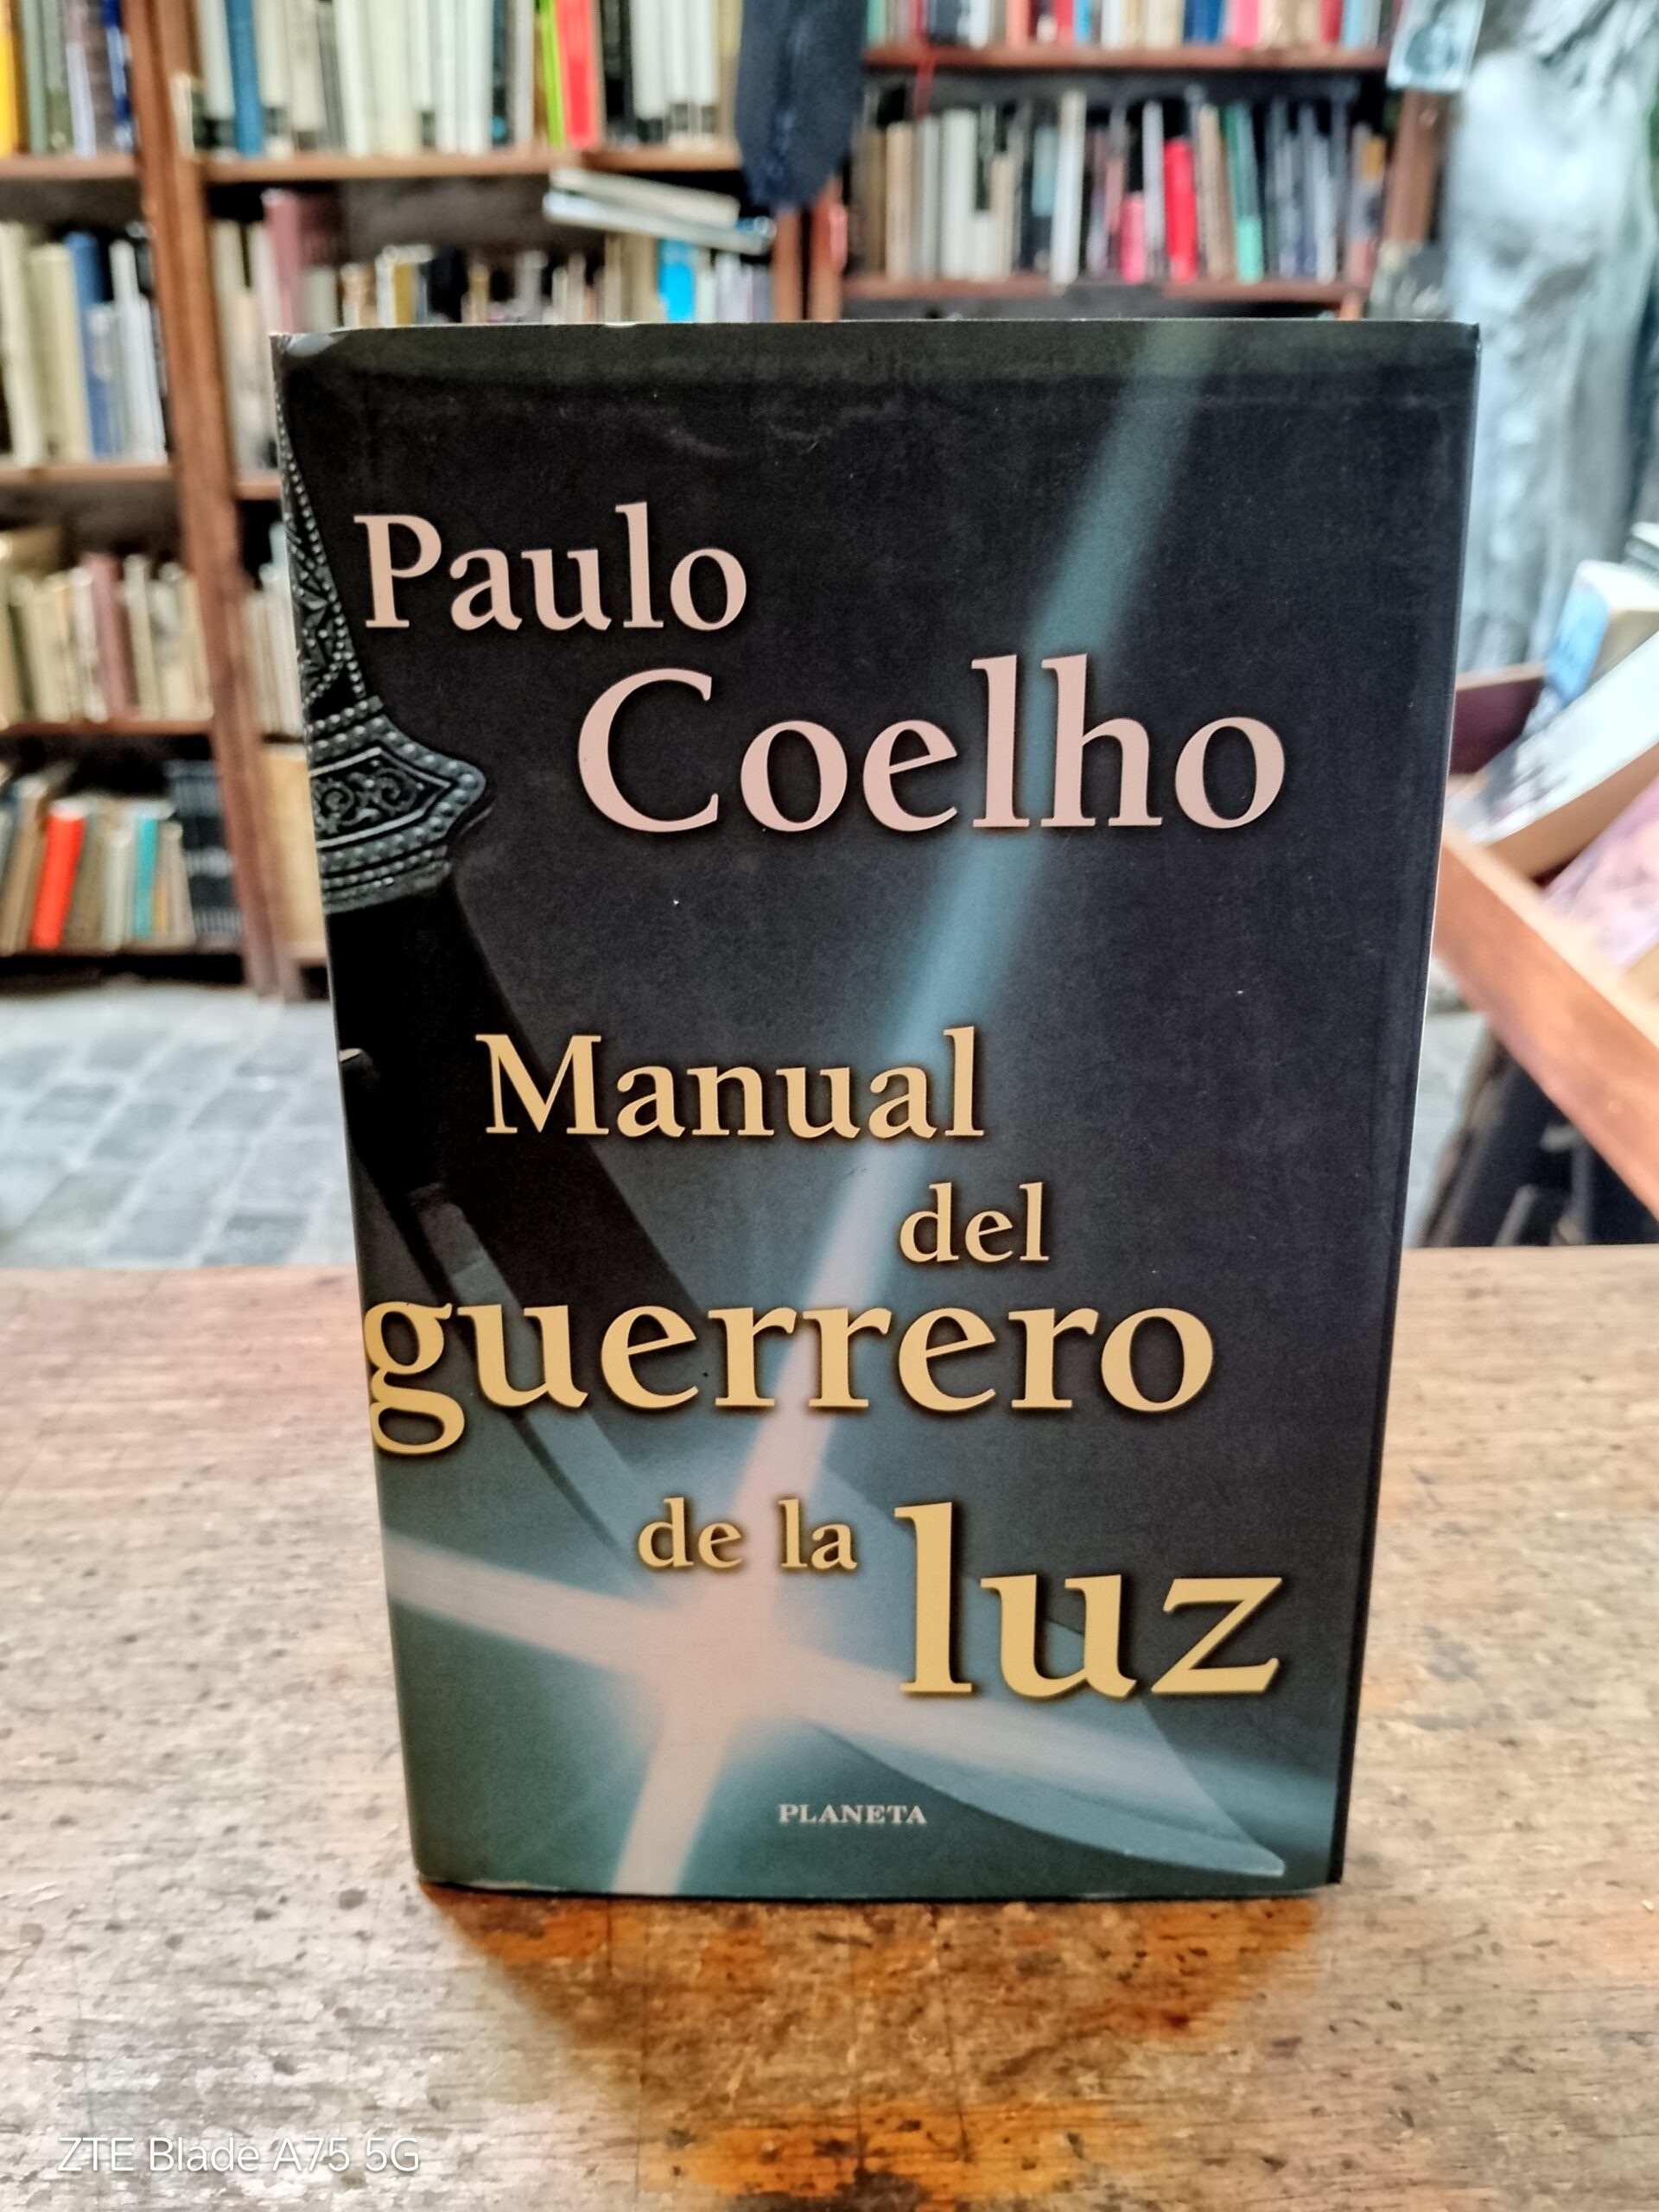 Paulo
Coelho
Manual
del
guerrero
de la luz
PLANETA
ZTE Blade A75 5G